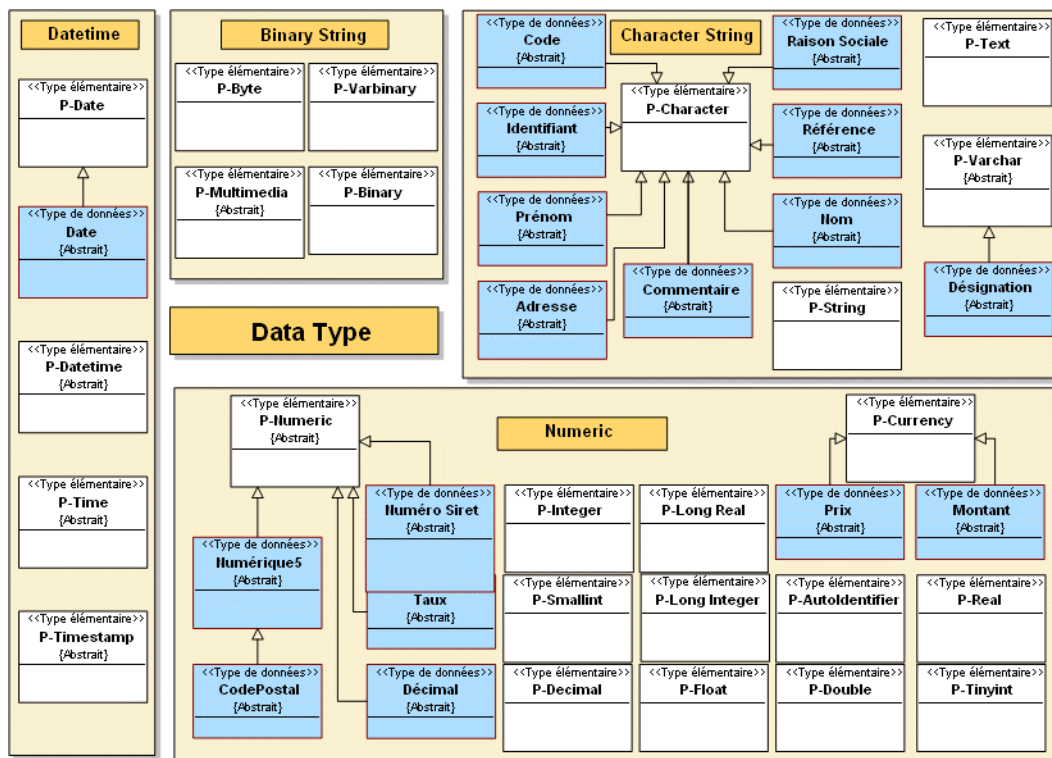 Datetime
<<Type élémentaire>>
P-Date
<<Type de données>>
Date
{Abstrait}
<<Type élémentaire>>
P-Datetime
{Abstrait}
<<Type élémentaire>>
P-Time
{Abstrait}
<<Type élémentaire>>
P-Timestamp
{Abstrait}
Binary String
<<Type élémentaire>>
P-Byte
<<Type élémentaire>>
P-Varbinary
<<Type élémentaire>>
P-Multimedia
{Abstrait}
<<Type élémentaire>>
P-Binary
Data Type
Character String
<<Type de données>>
Code
{Abstrait}
<<Type de données>>
Raison Sociale
{Abstrait}
<<Type élémentaire>>
P-Text
<<Type élémentaire>>
P-Character
<<Type de données>>
Identifiant
{Abstrait}
<<Type de données>>
Référence
{Abstrait}
<<Type élémentaire>>
P-Varchar
{Abstrait}
<<Type de données>>
Prénom
{Abstrait}
<<Type de données>>
Nom
{Abstrait}
<<Type de données>>
Adresse
{Abstrait}
<<Type de données>>
Commentaire
{Abstrait}
<<Type élémentaire>>
P-String
<<Type de données>>
Désignation
{Abstrait}
Numeric
<<Type élémentaire>>
P-Numeric
{Abstrait}
<<Type élémentaire>>
P-Currency
<<Type de données>>
Numéro Siret
{Abstrait}
<<Type élémentaire>>
P-Integer
<<Type élémentaire>>
P-Long Real
<<Type de données>>
Prix
{Abstrait}
<<Type de données>>
Montant
{Abstrait}
<<Type de données>>
Numérique5
{Abstrait}
Taux
{Abstrait}
<<Type élémentaire>>
P-Smallint
<<Type élémentaire>>
P-Long Integer
<<Type élémentaire>>
P-AutoIdentifier
<<Type élémentaire>>
P-Real
<<Type de données>>
CodePostal
{Abstrait}
<<Type de données>>
Décimal
{Abstrait}
<<Type élémentaire>>
P-Decimal
<<Type élémentaire>>
P-Float
<<Type élémentaire>>
P-Double
<<Type élémentaire>>
P-Tinyint